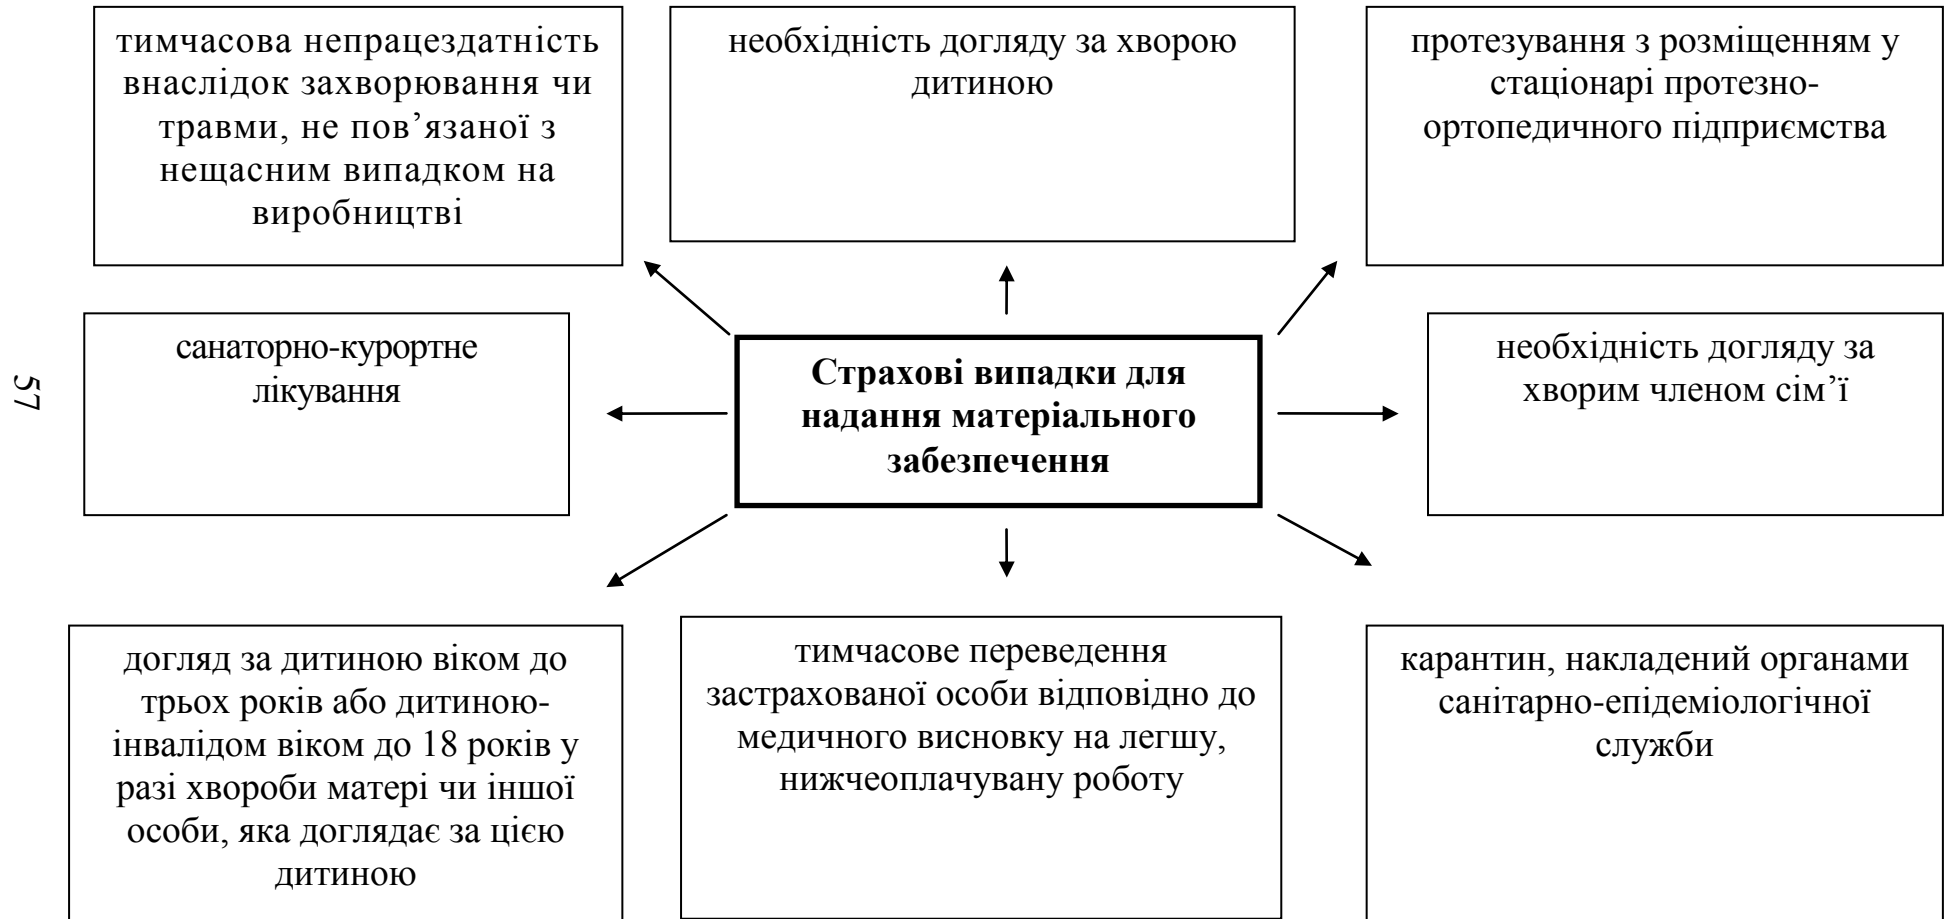 тимчасова непрацездатність
внаслідок захворювання чи
травми, не пов’язаної з
нещасним випадком на
виробництві
необхідність догляду за хворою
дитиною
протезування з розміщенням у
стаціонарі протезно-
ортопедичного підприємства
санаторно-курортне
лікування
Страхові випадки для
надання матеріального
забезпечення
необхідність догляду за
хворим членом сім’ї
57
догляд за дитиною віком до
трьох років або дитиною-
інвалідом віком до 18 років у
разі хвороби матері чи іншої
особи, яка доглядає за цією
дитиною
тимчасове переведення
застрахованої особи відповідно до
медичного висновку на легшу,
нижчеоплачувану роботу
карантин, накладений органами
санітарно-епідеміологічної
служби